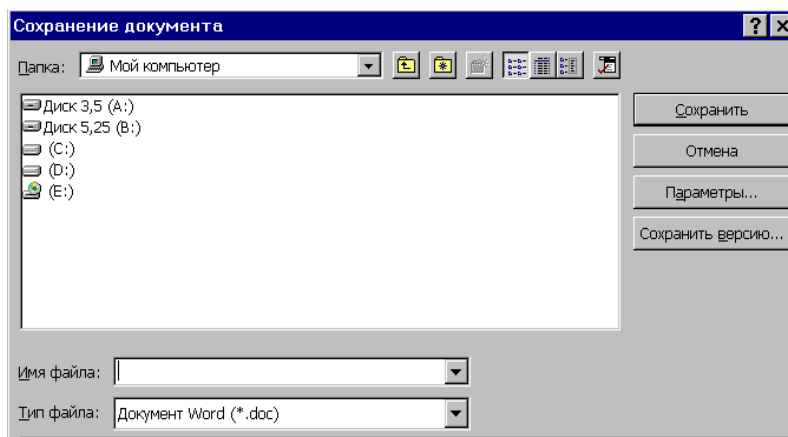 Сохранение документа
Папка: Мой компьютер
Диск 3,5 (A:)
Диск 5,25 (B:)
(C:)
(D:)
(E:)
Сохранить
Отмена
Параметры...
Сохранить версию...
Имя файла:
Тип файла: Документ Word (*.doc)